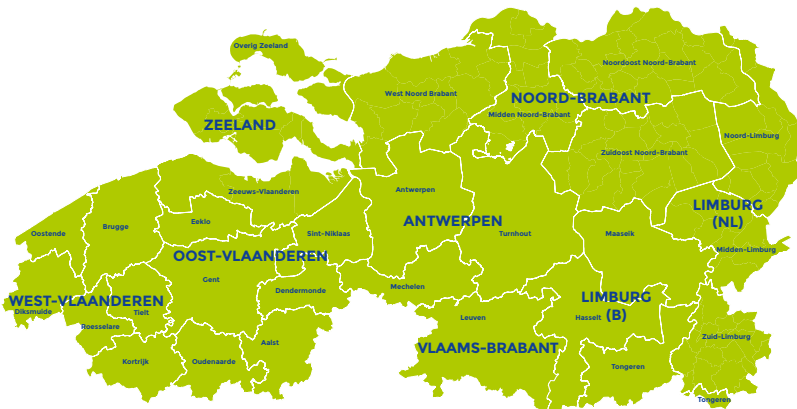 Overig Zeeland
Noordoost Noord-Brabant
West Noord Brabant
NOORD-BRABANT
Midden Noord-Brabant
ZEELAND
Noord-Limburg
Zuidoost Noord-Brabant
Zeeuws-Vlaanderen
Antwerpen
LIMBURG
(NL)
Eeklo
ANTWERPEN
Brugge
Oostende
Sint-Niklaas
Turnhout
Maaselk
Midden-Limburg
OOST-VLAANDEREN
Gent
Mechelen
Dendermonde
WEST-VLAANDEREN
LIMBURG
(B)
Diksmuide
Tielt
Leuven
Hasselt
Roesselare
Zuid-Limburg
Aalst
VLAAMS-BRABANT
Kortrijk
Oudenaarde
Tongeren
Tongeren